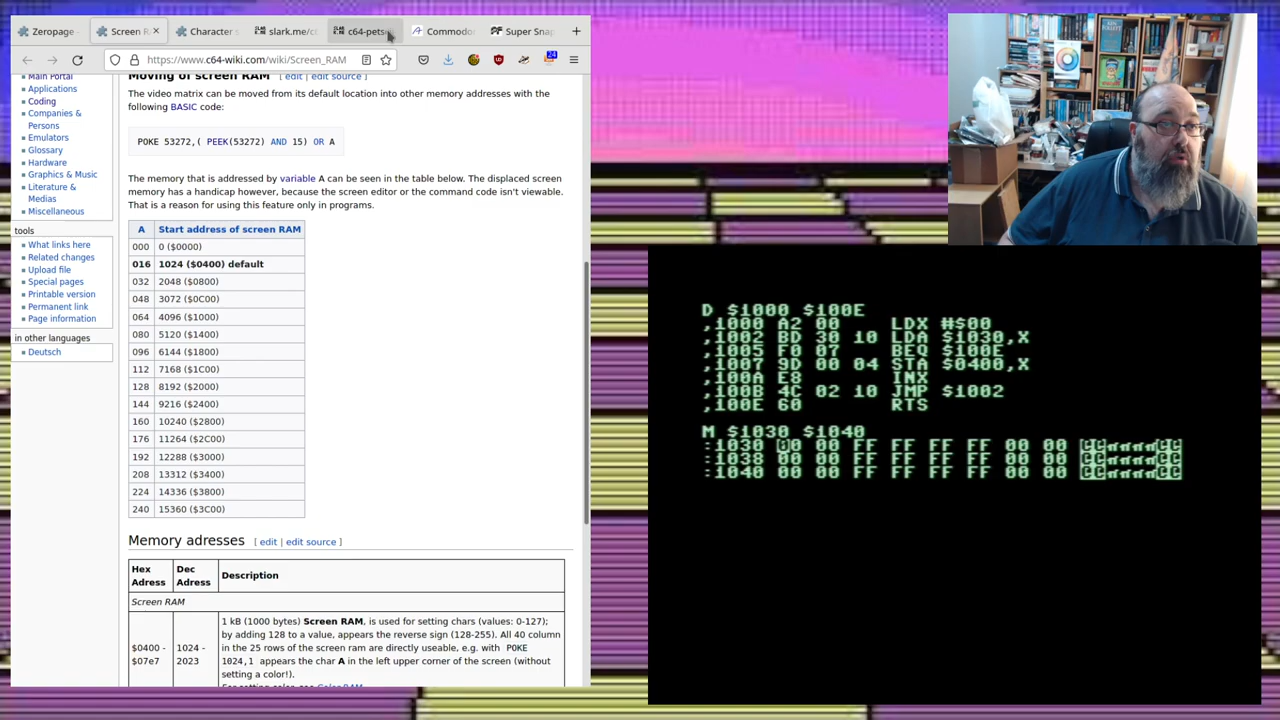 Zeropage
Screen R
Character
slark.me/c
c64-pets
Commodo
Super Snap
https://www.c64-wiki.com/wiki/Screen_RAM
24
Main Portal
Applications
Coding
Companies &
Persons
Emulators
Glossary
Hardware
Graphics & Music
Literature &
Medias
Miscellaneous
tools
What links here
Related changes
Upload file
Special pages
Printable version
Permanent link
Page information
in other languages
Deutsch
Moving of screen RAM [ edit | edit source ]
The video matrix can be moved from its default location into other memory addresses with the
following BASIC code:
POKE 53272,( PEEK(53272) AND 15) OR A
The memory that is addressed by variable A can be seen in the table below. The displaced screen
memory has a handicap however, because the screen editor or the command code isn't viewable.
That is a reason for using this feature only in programs.
A Start address of screen RAM
000 0 ($0000)
016 1024 ($0400) default
032 2048 ($0800)
048 3072 ($0C00)
064 4096 ($1000)
080 5120 ($1400)
096 6144 ($1800)
112 7168 ($1C00)
128 8192 ($2000)
144 9216 ($2400)
160 10240 ($2800)
176 11264 ($2C00)
192 12288 ($3000)
208 13312 ($3400)
224 14336 ($3800)
240 15360 ($3C00)
Memory adresses [ edit | edit source ]
Hex
Adress
Dec
Adress
Description
Screen RAM
$0400 -
$07e7
1024 -
2023
1 kB (1000 bytes) Screen RAM, is used for setting chars (values: 0-127);
by adding 128 to a value, appears the reverse sign (128-255). All 40 column
in the 25 rows of the screen ram are directly useable, e.g. with POKE
1024,1 appears the char A in the left upper corner of the screen (without
setting a color!).
For setting color, see Color RAM
D $1000 $100E
,1000 A2 00 LDX #$00
,1002 BD 30 10 LDA $1030,X
,1005 F0 07 BEQ $100E
,1007 9D 00 04 STA $0400,X
,100A E8 INX
,100B 4C 02 10 JMP $1002
,100E 60 RTS
M $1030 $1040
:1030 00 00 FF FF FF FF 00 00 @@ππππ@@
:1038 00 00 FF FF FF FF 00 00 @@ππππ@@
:1040 00 00 FF FF FF FF 00 00 @@ππππ@@